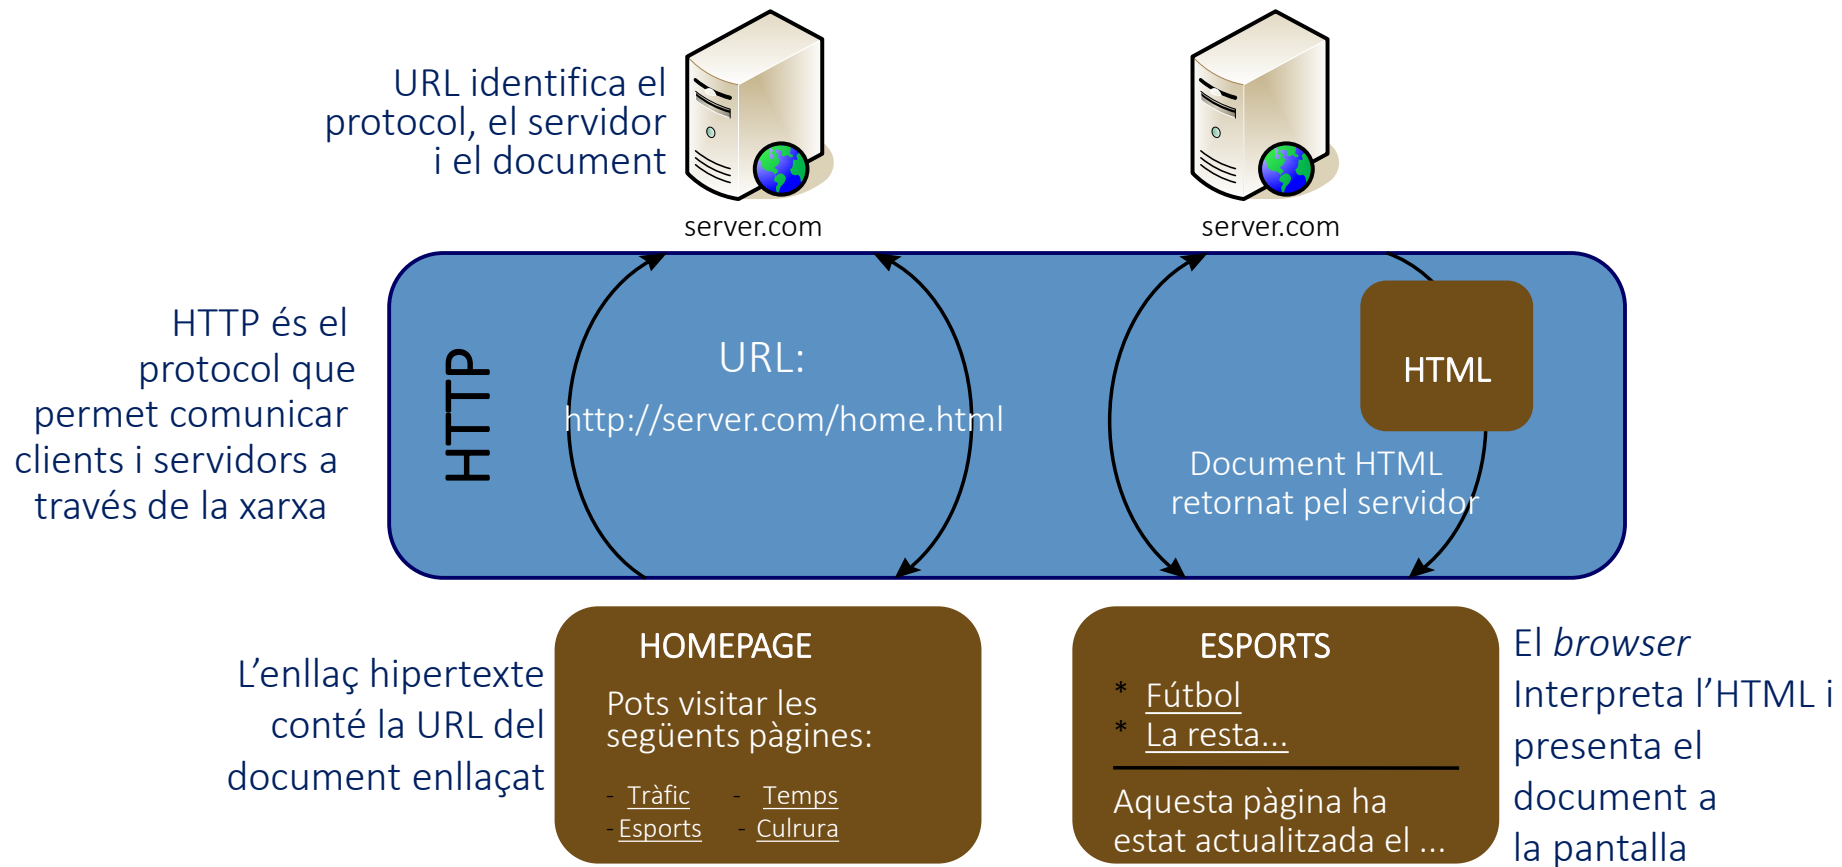 URL identifica el
protocol, el servidor
i el document
server.com
server.com
HTTP és el
protocol que
permet comunicar
clients i servidors a
través de la xarxa
HTTP
URL:
http://server.com/home.html
HTML
Document HTML
retornat pel servidor
L’enllaç hipertexte
conté la URL del
document enllaçat
HOMEPAGE
Pots visitar les
següents pàgines:
- Tràfic - Temps
- Esports - Culrura
ESPORTS
* Fútbol
* La resta...
Aquesta pàgina ha
estat actualitzada el ...
El browser
Interpreta l’HTML i
presenta el
document a
la pantalla